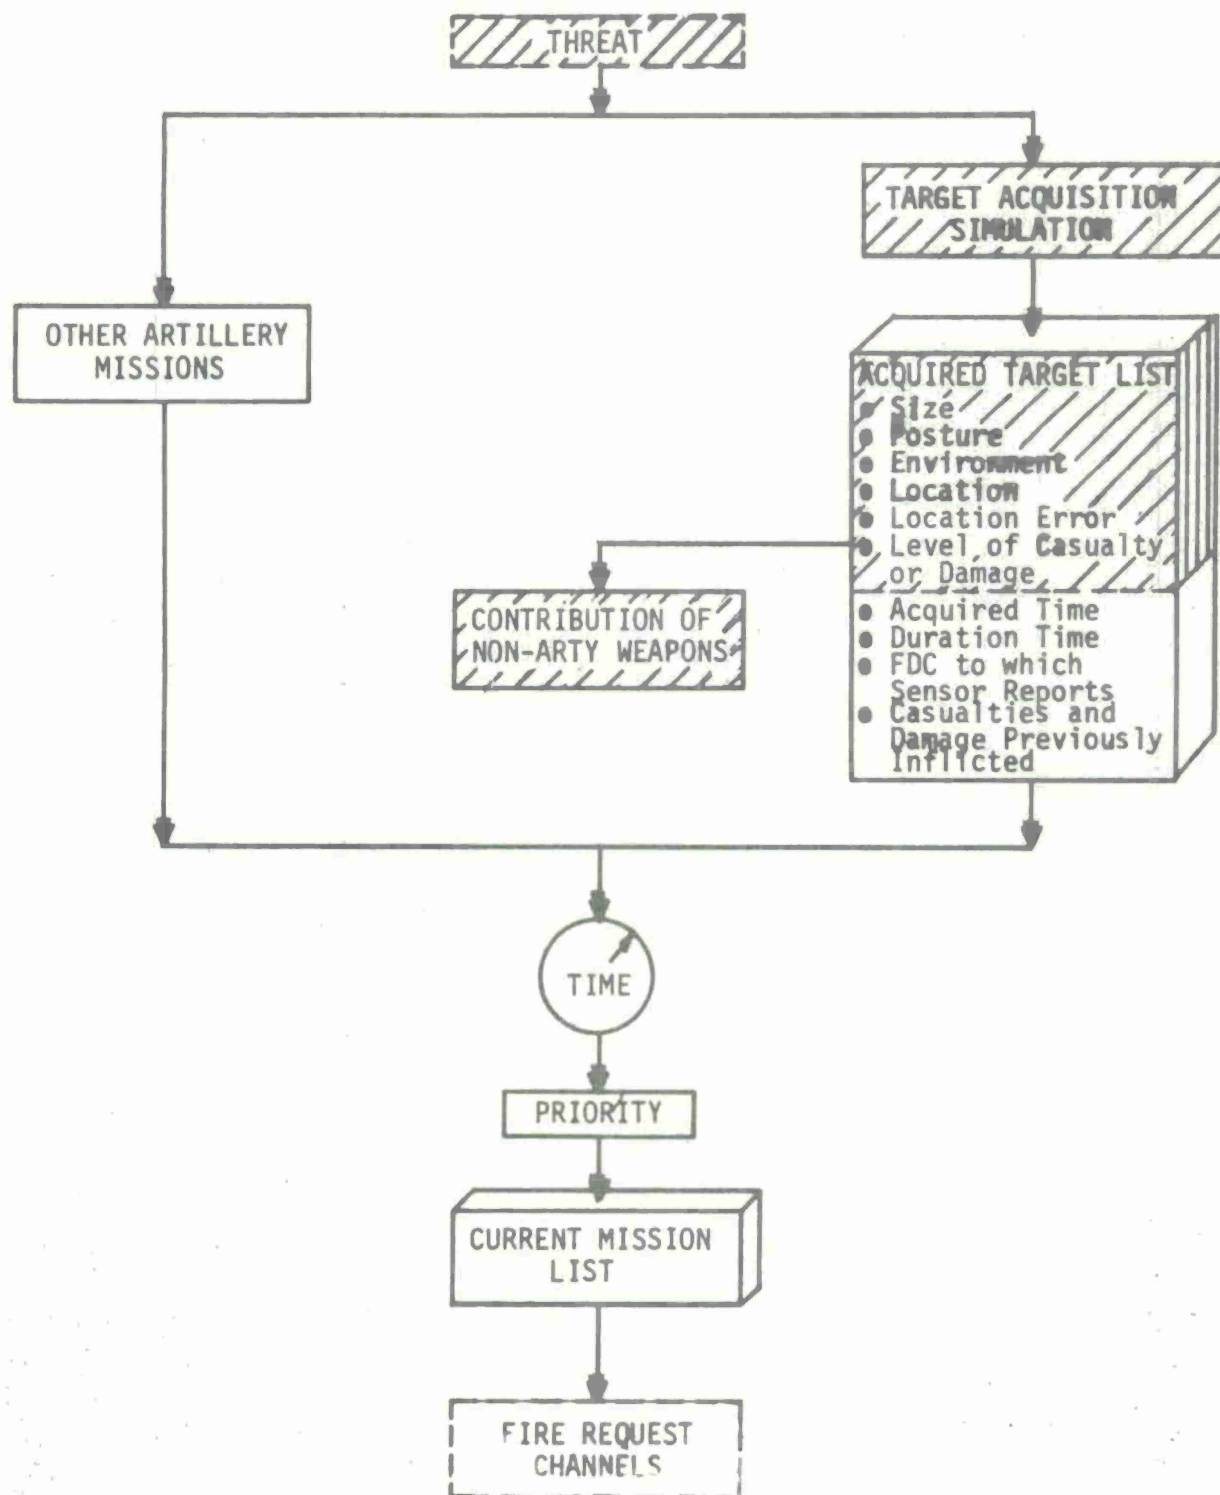 THREAT
TARGET ACQUISITION
SIMULATION
OTHER ARTILLERY
MISSIONS
ACQUIRED TARGET LIST
● Size
● Posture
● Environment
● Location
● Location Error
● Level of Casualty
or Damage
CONTRIBUTION OF
NON-ARTY WEAPONS
● Acquired Time
● Duration Time
● FDC to which
Sensor Reports
● Casualties and
Damage Previously
Inflicted
TIME
PRIORITY
CURRENT MISSION
LIST
FIRE REQUEST
CHANNELS